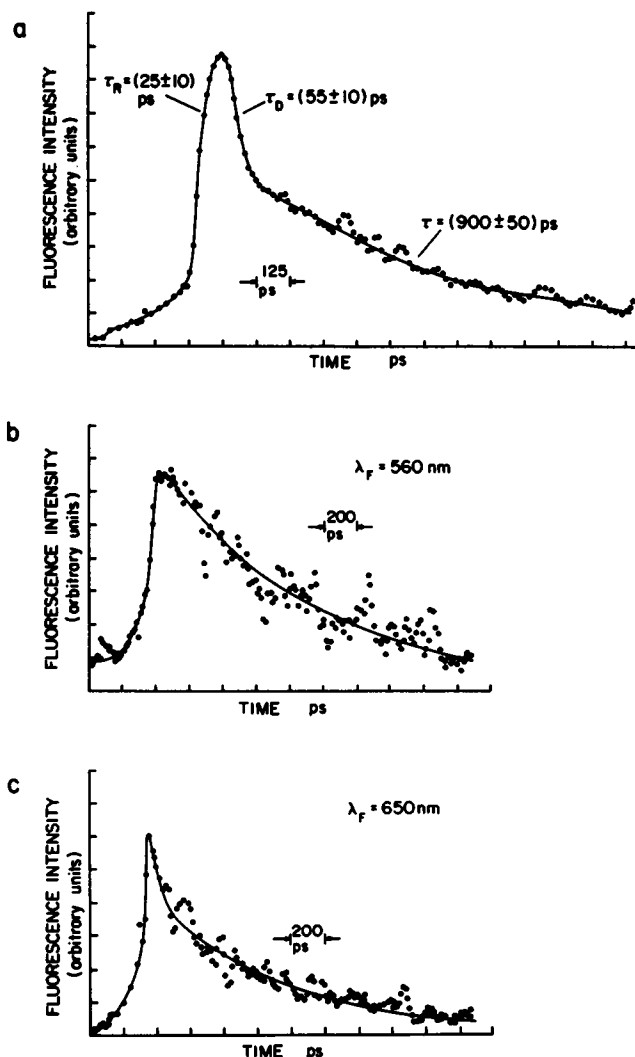 a
FLUORESCENCE INTENSITY
(arbitrary units)
τR = (25±10)
ps
τD = (55±10) ps
τ = (900±50) ps
125
ps
TIME ps
b
FLUORESCENCE INTENSITY
(arbitrary units)
λF = 560 nm
200
ps
TIME ps
c
FLUORESCENCE INTENSITY
(arbitrary units)
λF = 650 nm
200
ps
TIME ps